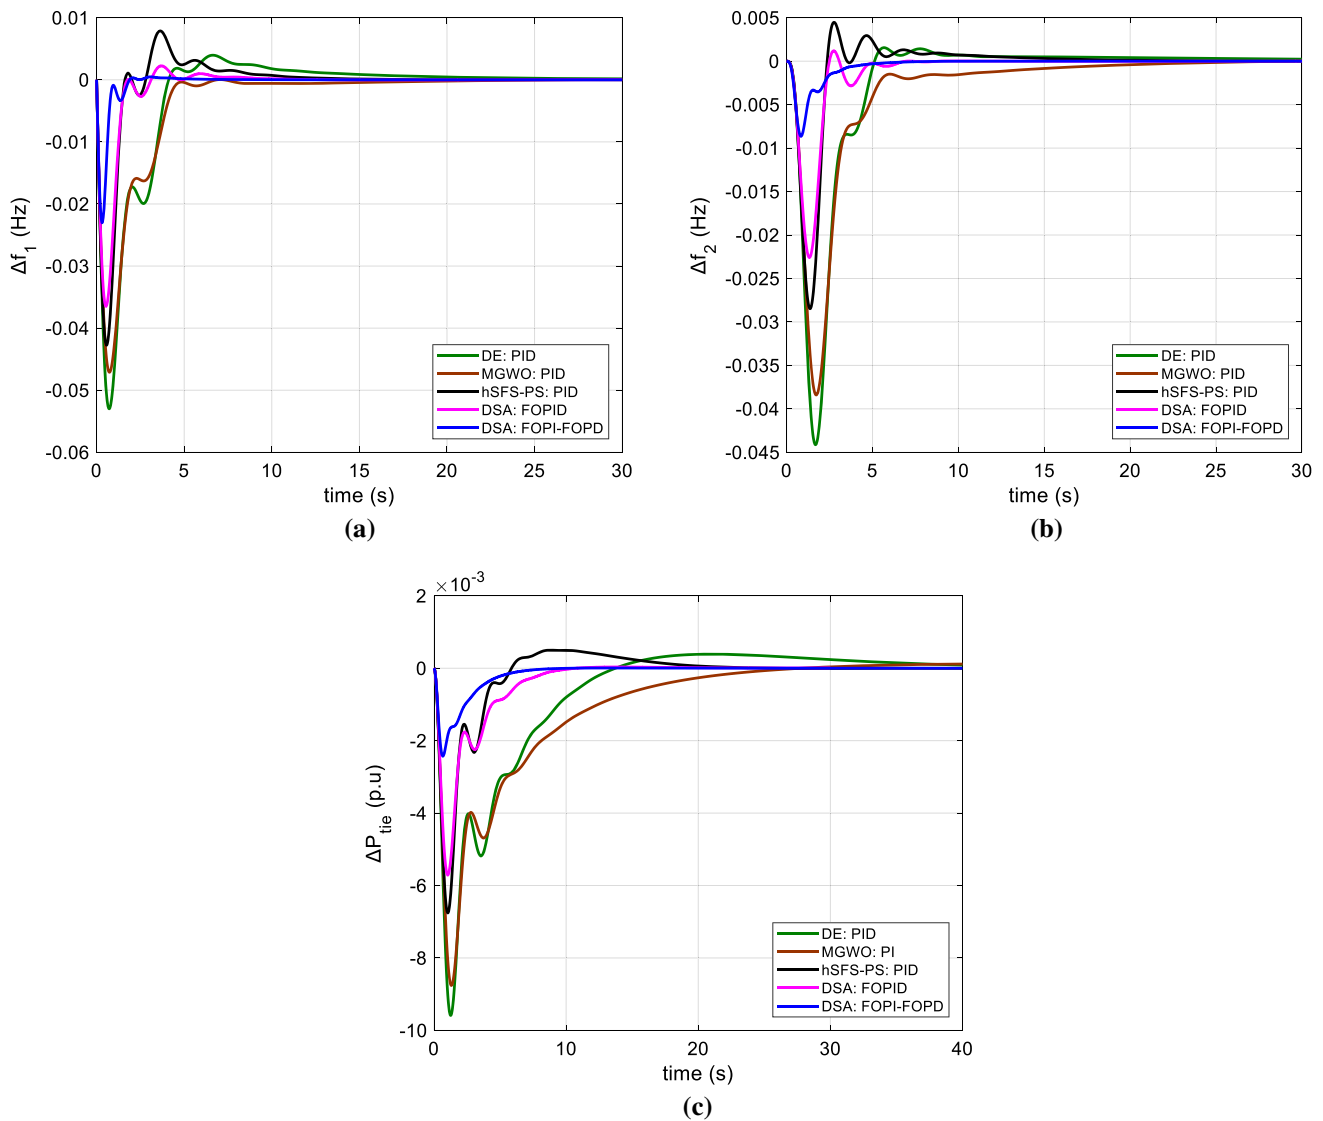 0.01
0
-0.01
-0.02
-0.03
-0.04
-0.05
-0.06
Δf1 (Hz)
0 5 10 15 20 25 30
time (s)
DE: PID
MGWO: PID
hSFS-PS: PID
DSA: FOPID
DSA: FOPI-FOPD
(a)
0.005
0
-0.005
-0.01
-0.015
-0.02
-0.025
-0.03
-0.035
-0.04
-0.045
Δf2 (Hz)
0 5 10 15 20 25 30
time (s)
DE: PID
MGWO: PID
hSFS-PS: PID
DSA: FOPID
DSA: FOPI-FOPD
(b)
×10-3
2
0
-2
-4
-6
-8
-10
ΔPtie (p.u)
0 10 20 30 40
time (s)
DE: PID
MGWO: PI
hSFS-PS: PID
DSA: FOPID
DSA: FOPI-FOPD
(c)